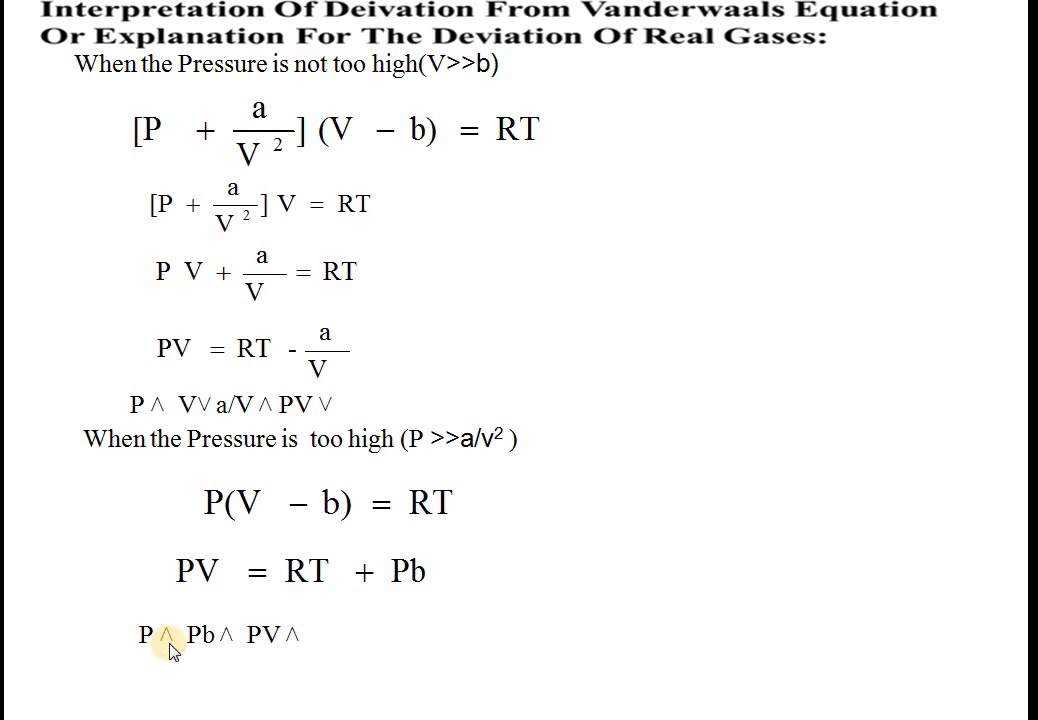 Interpretation Of Deivation From Vanderwaals Equation
Or Explanation For The Deviation Of Real Gases:
When the Pressure is not too high(V>>b)
[P + a/V²] (V − b) = RT
[P + a/V²] V = RT
P V + a/V = RT
PV = RT - a/V
P ∧ V ∨ a/V ∧ PV ∨
When the Pressure is too high (P >>a/v²)
P(V − b) = RT
PV = RT + Pb
P ∧ Pb ∧ PV ∧